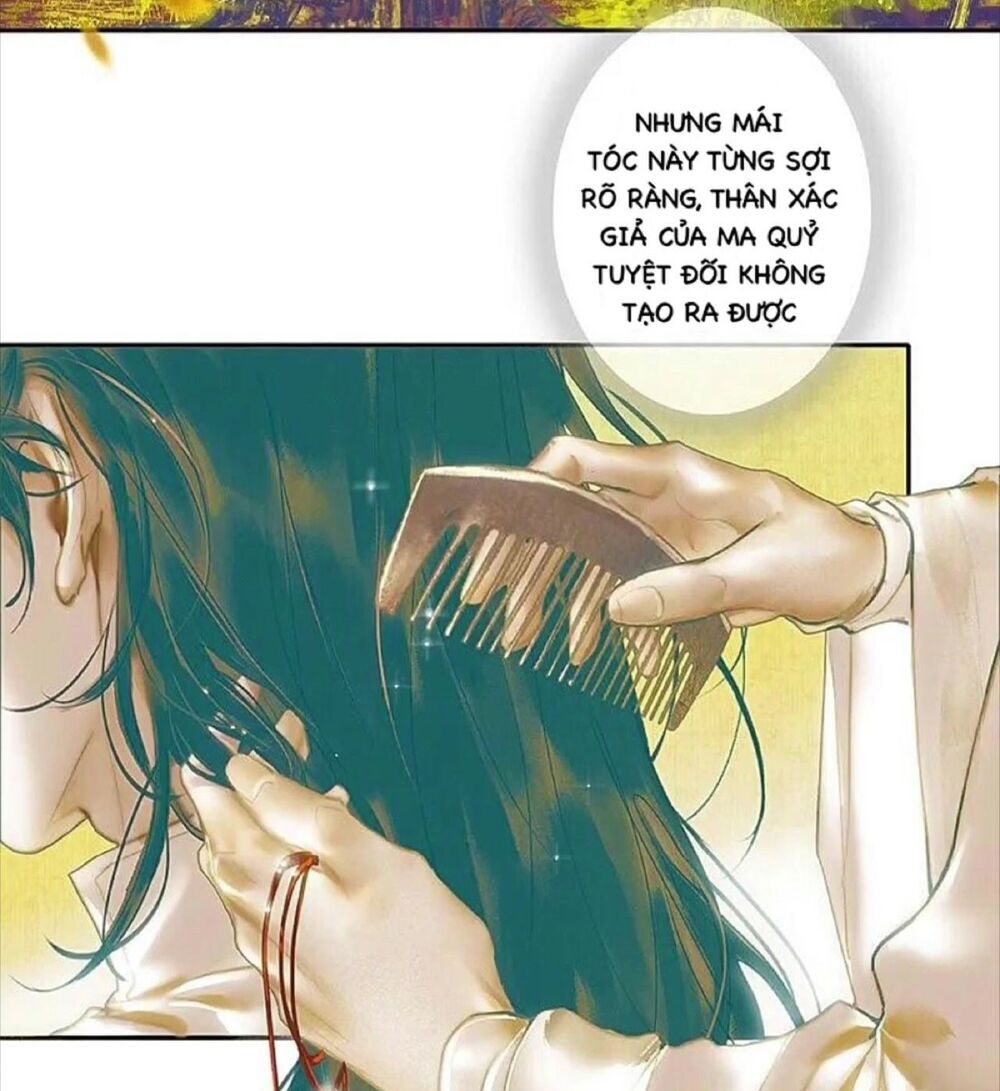 NHƯNG MÁI
TÓC NÀY TỪNG SỢI
RÕ RÀNG, THÂN XÁC
GIẢ CỦA MA QUỶ
TUYỆT ĐỐI KHÔNG
TẠO RA ĐƯỢC